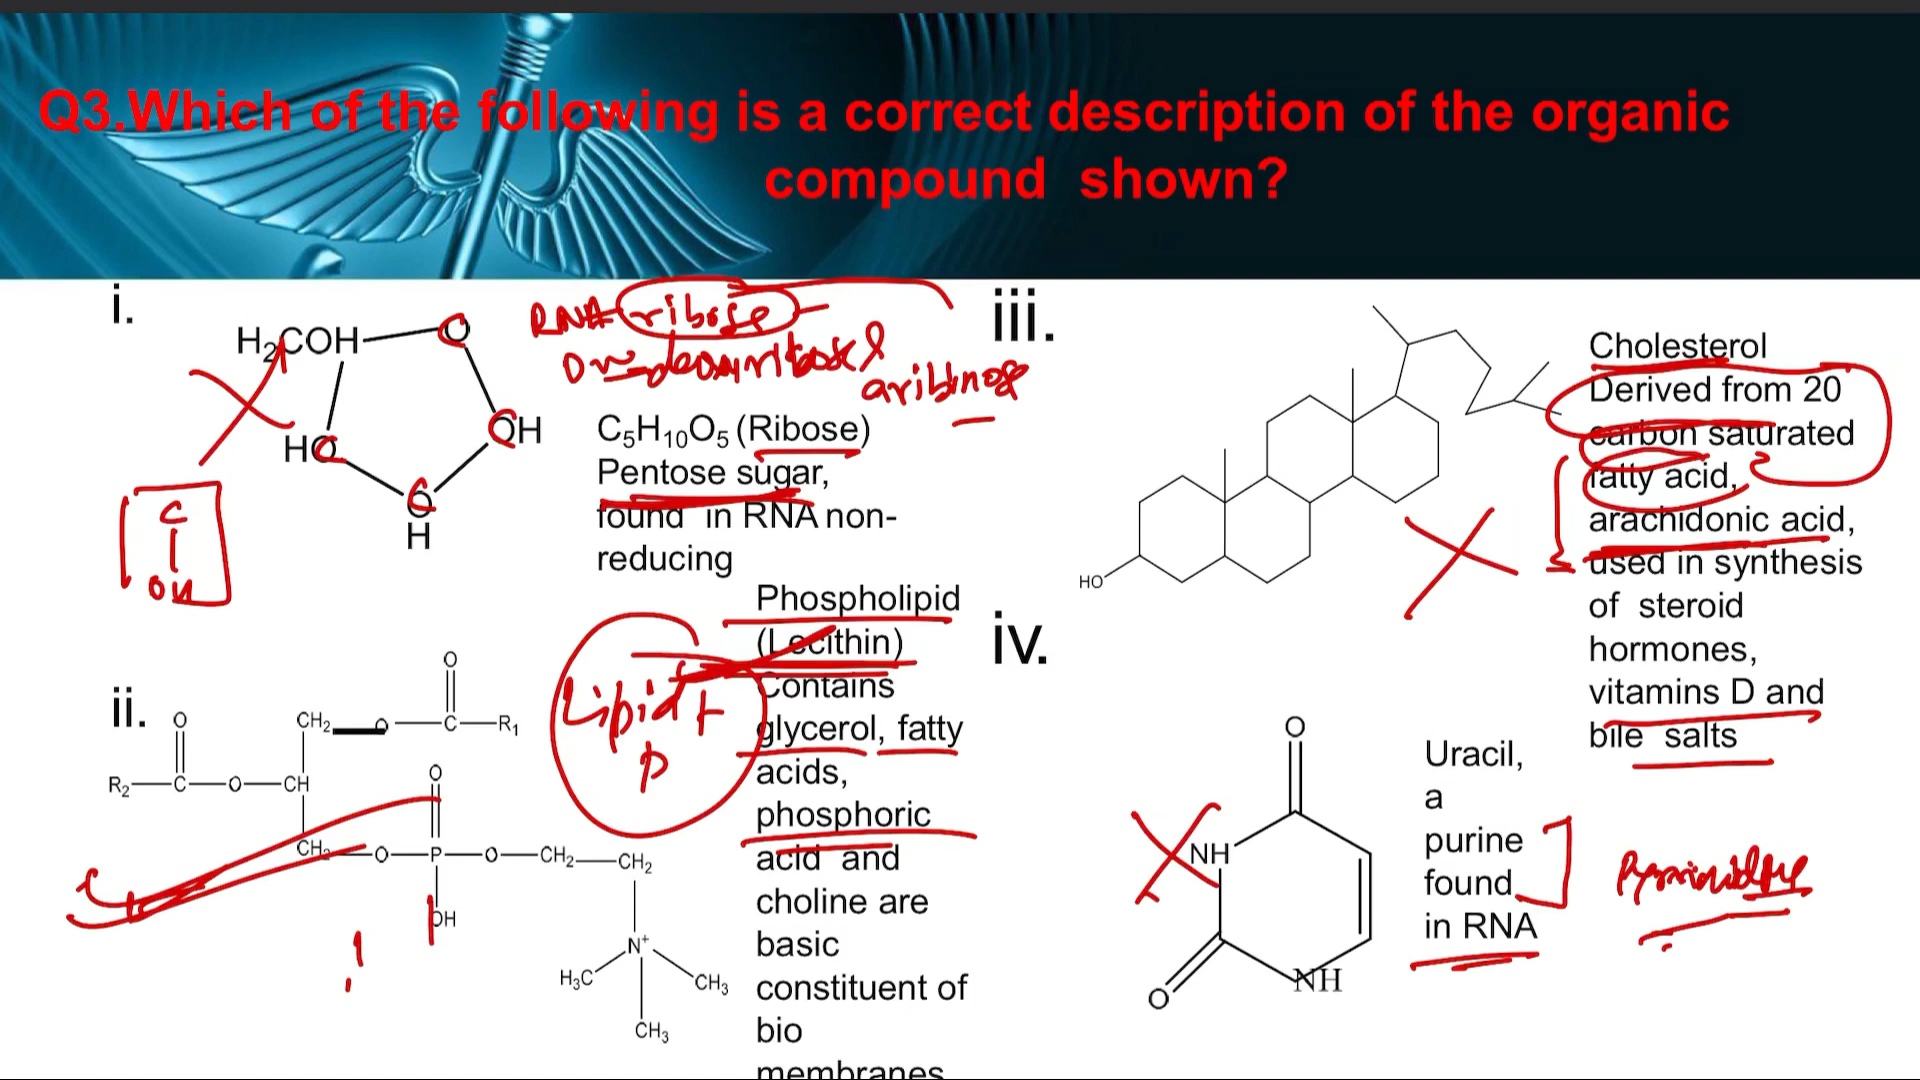 Q3.Which of the following is a correct description of the organic
compound shown?
i.
H₂COH
O
OH
HO
O
H
C
OH
RNA ribose
deoxyribose
C₅H₁₀O₅ (Ribose)
Pentose sugar,
found in RNA non-
reducing
ii.
O
O
CH₂
O
C
R₁
R₂
C
O
CH
O
CH₂
O
P
O
CH₂
CH₂
OH
N⁺
H₃C
CH₃
CH₃
Lipid +
P
Phospholipid
(Lecithin)
Contains
glycerol, fatty
acids,
phosphoric
acid and
choline are
basic
constituent of
bio
membranes
iii.
HO
Cholesterol
Derived from 20
carbon saturated
fatty acid,
arachidonic acid,
used in synthesis
of steroid
hormones,
vitamins D and
bile salts
iv.
O
NH
O
NH
Uracil,
a
purine
found
in RNA